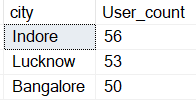 city User_count
Indore 56
Lucknow 53
Bangalore 50